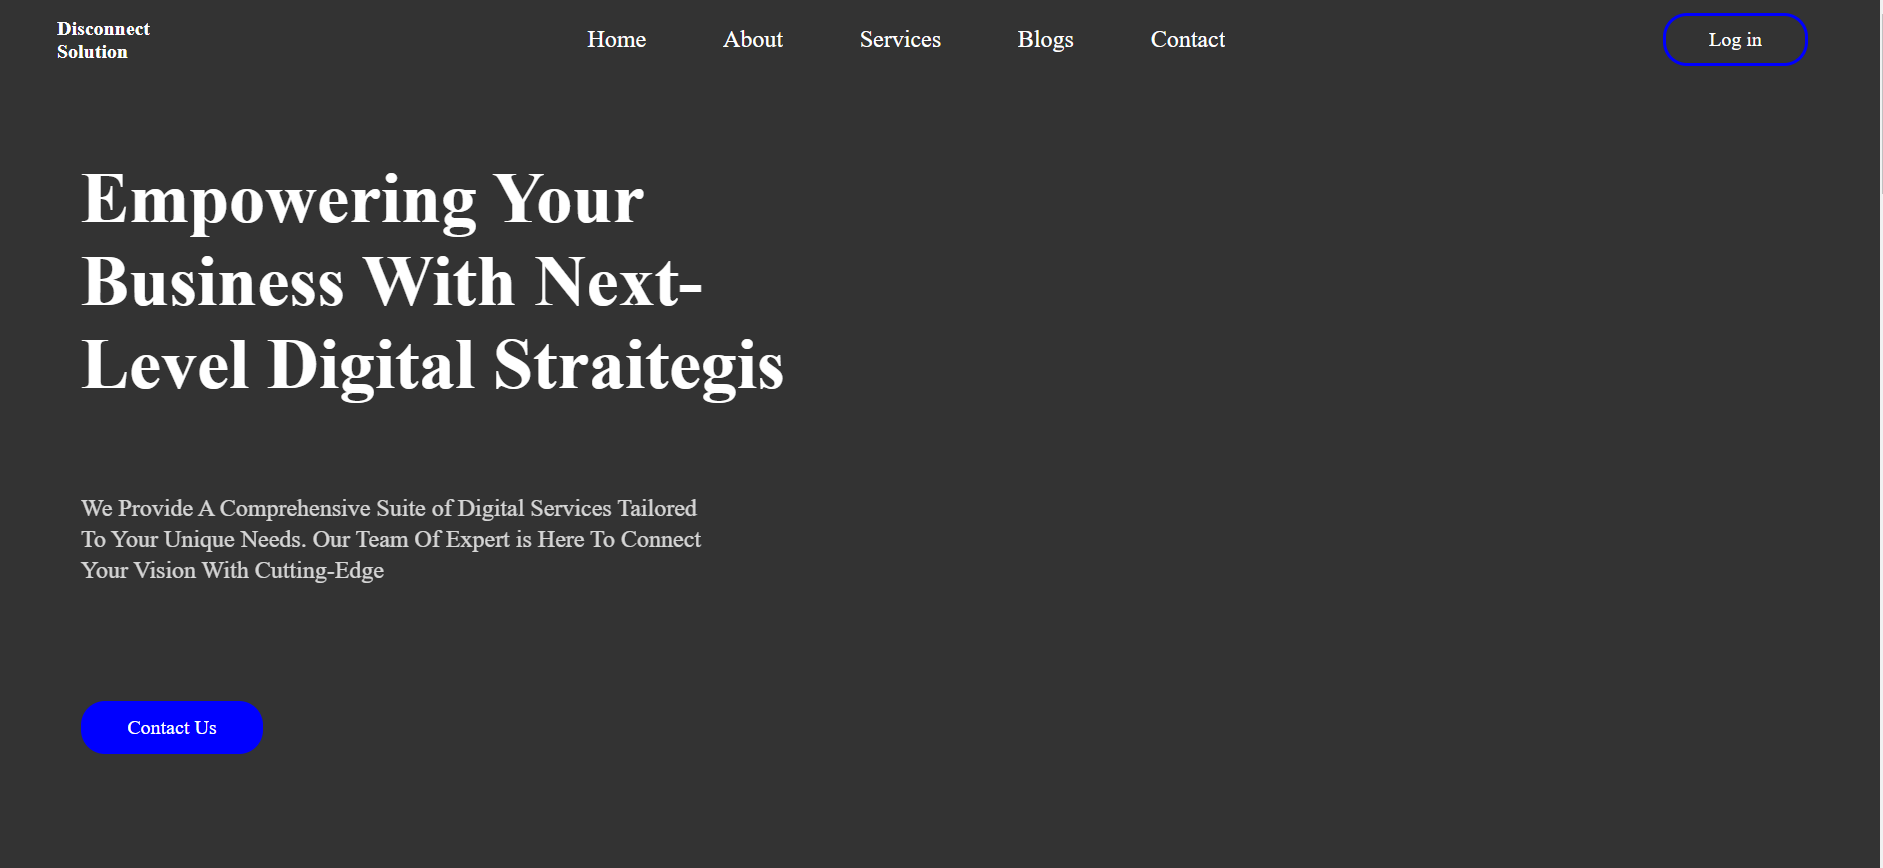 Disconnect
Solution
Home About Services Blogs Contact
Log in
Empowering Your
Business With Next-
Level Digital Straitegis
We Provide A Comprehensive Suite of Digital Services Tailored
To Your Unique Needs. Our Team Of Expert is Here To Connect
Your Vision With Cutting-Edge
Contact Us